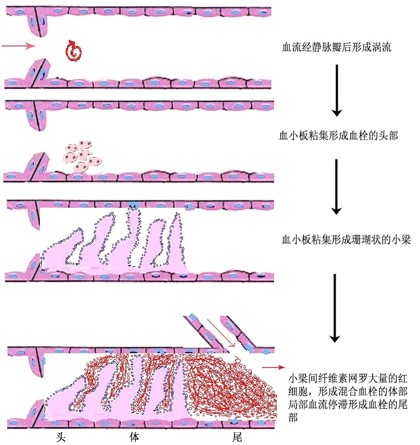 血流经静脉瓣后形成涡流
血小板粘集形成血栓的头部
血小板粘集形成珊瑚状的小梁
小梁间纤维素网罗大量的红
细胞，形成混合血栓的体部
局部血流停滞形成血栓的尾
部
头 体 尾